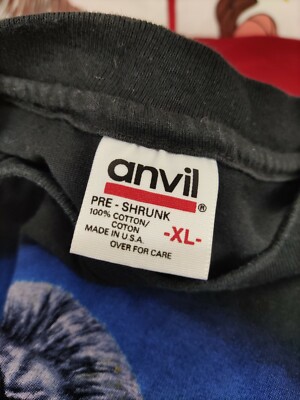 anvil
®
PRE - SHRUNK
100% COTTON/
COTON
-XL-
MADE IN U.S.A.
OVER FOR CARE